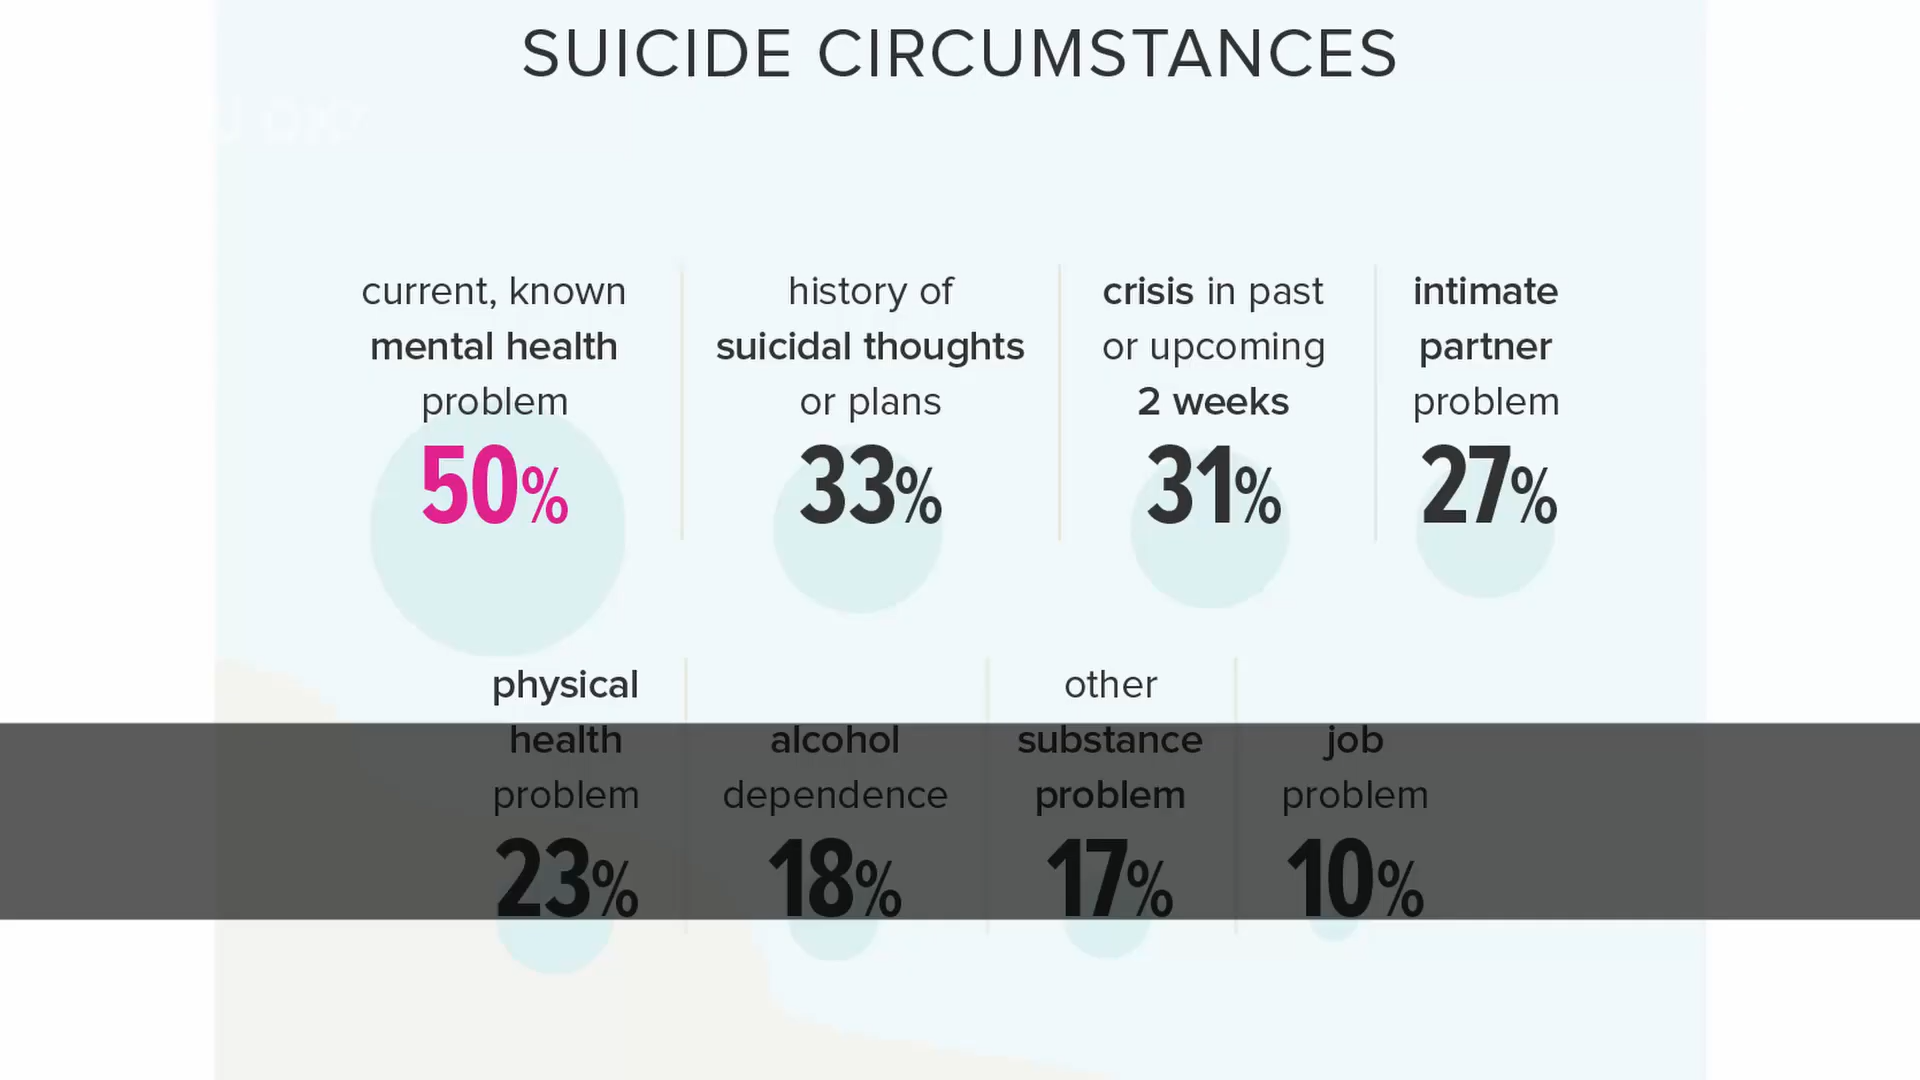 SUICIDE CIRCUMSTANCES
current, known
mental health
problem
50%
history of
suicidal thoughts
or plans
33%
crisis in past
or upcoming
2 weeks
31%
intimate
partner
problem
27%
physical
health
problem
23%
alcohol
dependence
18%
other
substance
problem
17%
job
problem
10%